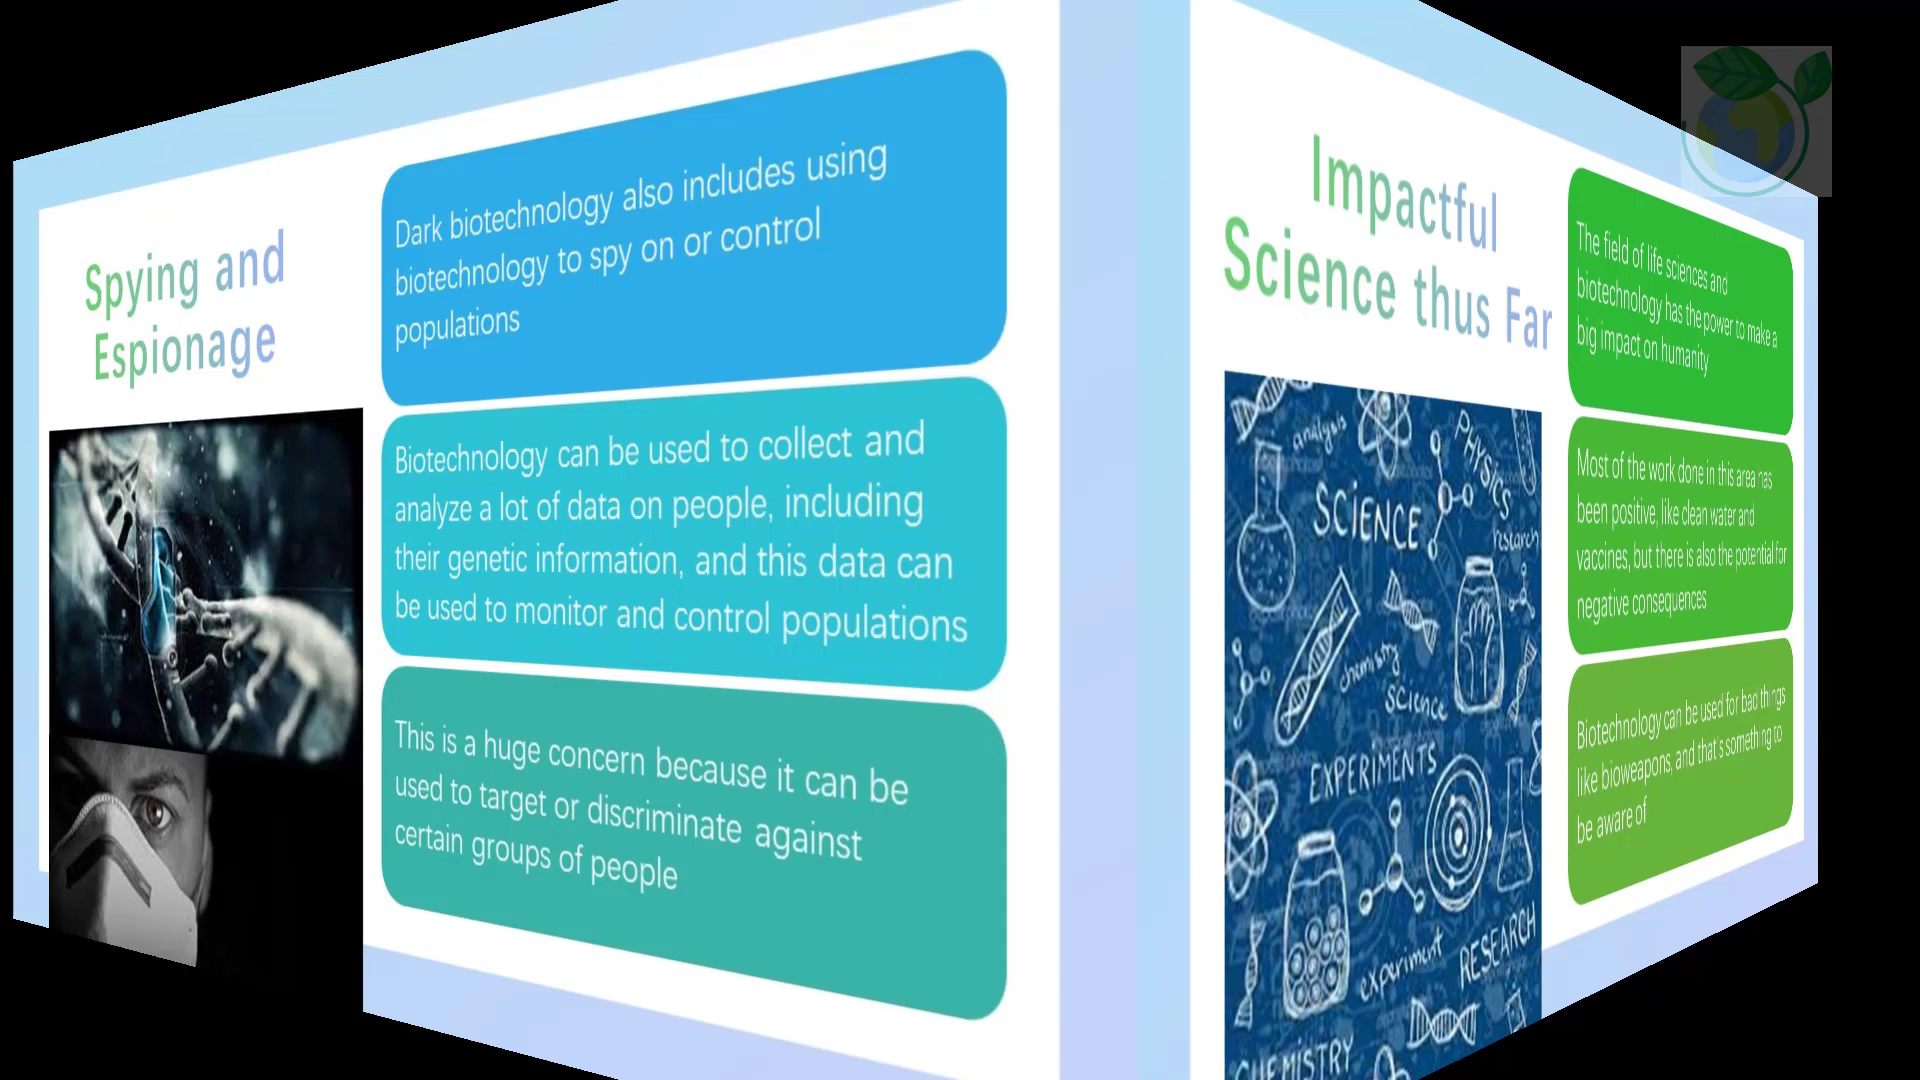 Spying and
Espionage
Dark biotechnology also includes using
biotechnology to spy on or control
populations
Biotechnology can be used to collect and
analyze a lot of data on people, including
their genetic information, and this data can
be used to monitor and control populations
This is a huge concern because it can be
used to target or discriminate against
certain groups of people
Impactful
Science thus Far
analysis
PHYSICS
SCIENCE
research
chemistry
science
EXPERIMENTS
experiment
RESEARCH
CHEMISTRY
The field of life sciences and
biotechnology has the power to make a
big impact on humanity
Most of the work done in this area has
been positive, like clean water and
vaccines, but there is also the potential for
negative consequences
Biotechnology can be used for bad things
like bioweapons, and that's something to
be aware of